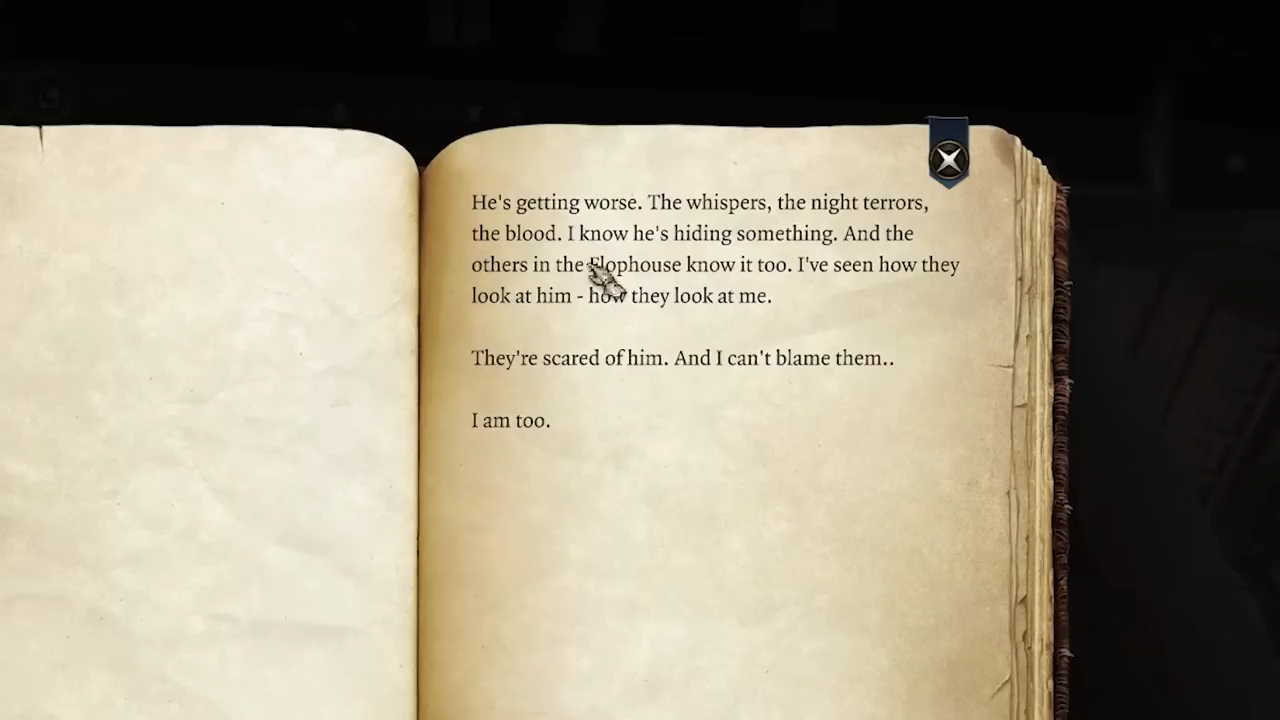 He's getting worse. The whispers, the night terrors,
the blood. I know he's hiding something. And the
others in the Flophouse know it too. I've seen how they
look at him - how they look at me.
They're scared of him. And I can't blame them..
I am too.